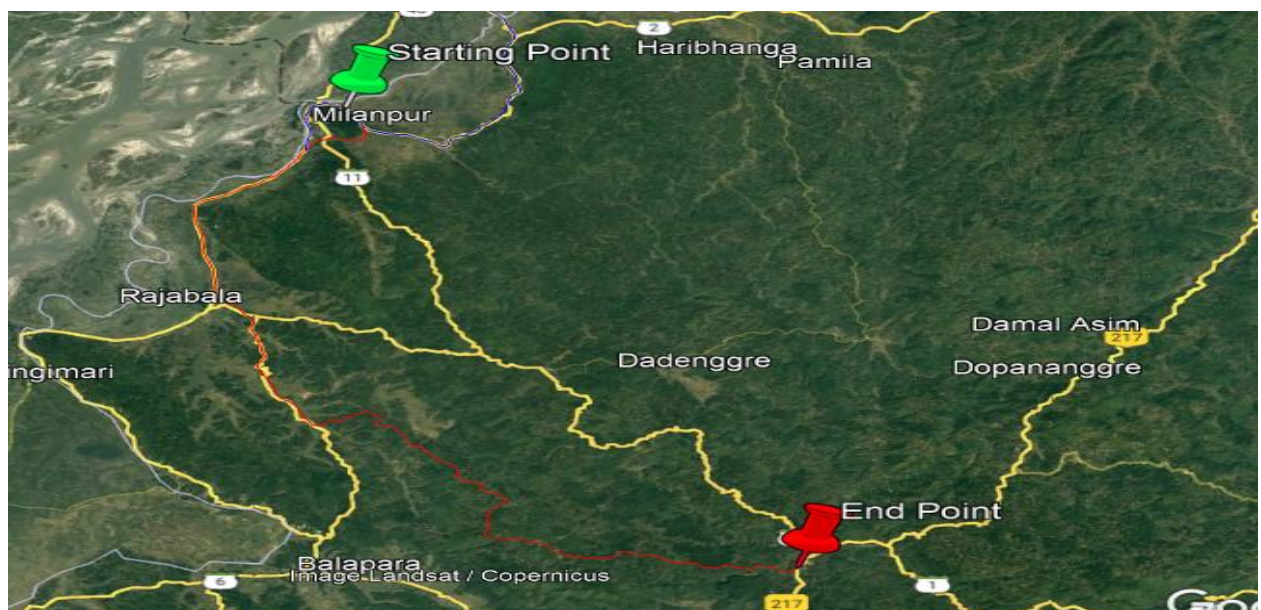 2
Haribhanga
Starting Point
Pamila
Milanpur
11
Rajabala
Damal Asim
217
Dadenggre
Dopananggre
ingimari
End Point
Balapara
Image Landsat / Copernicus
6
1
217